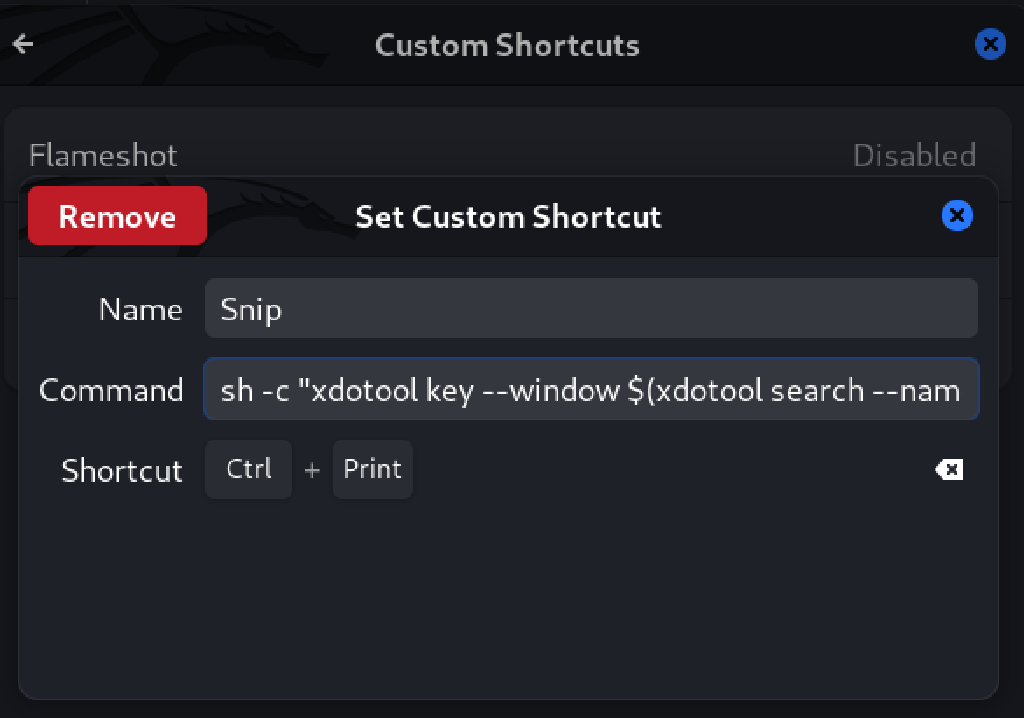 Custom Shortcuts
Flameshot Disabled
Remove Set Custom Shortcut
Name Snip
Command sh -c "xdotool key --window $(xdotool search --nam
Shortcut Ctrl + Print